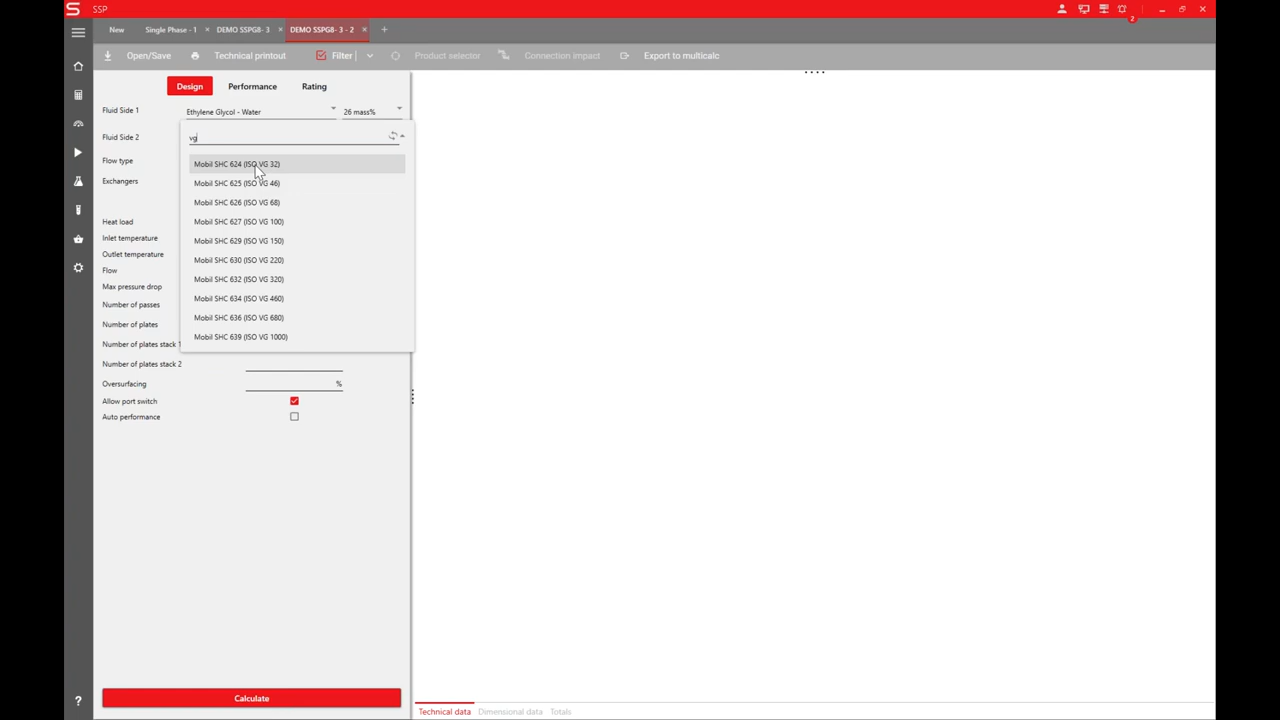 SSP
2
New Single Phase - 1 × DEMO SSPG8- 3 × DEMO SSPG8- 3 - 2 × +
Open/Save Technical printout Filter Product selector Connection impact Export to multicalc
Design Performance Rating
Fluid Side 1 Ethylene Glycol - Water 26 mass%
Fluid Side 2 vg
Flow type Mobil SHC 624 (ISO VG 32)
Exchangers Mobil SHC 625 (ISO VG 46)
Mobil SHC 626 (ISO VG 68)
Heat load Mobil SHC 627 (ISO VG 100)
Inlet temperature Mobil SHC 629 (ISO VG 150)
Outlet temperature Mobil SHC 630 (ISO VG 220)
Flow
Max pressure drop Mobil SHC 632 (ISO VG 320)
Number of passes Mobil SHC 634 (ISO VG 460)
Number of plates Mobil SHC 636 (ISO VG 680)
Number of plates stack 1 Mobil SHC 639 (ISO VG 1000)
Number of plates stack 2
Oversurfacing %
Allow port switch
Auto performance
Calculate
?
Technical data Dimensional data Totals